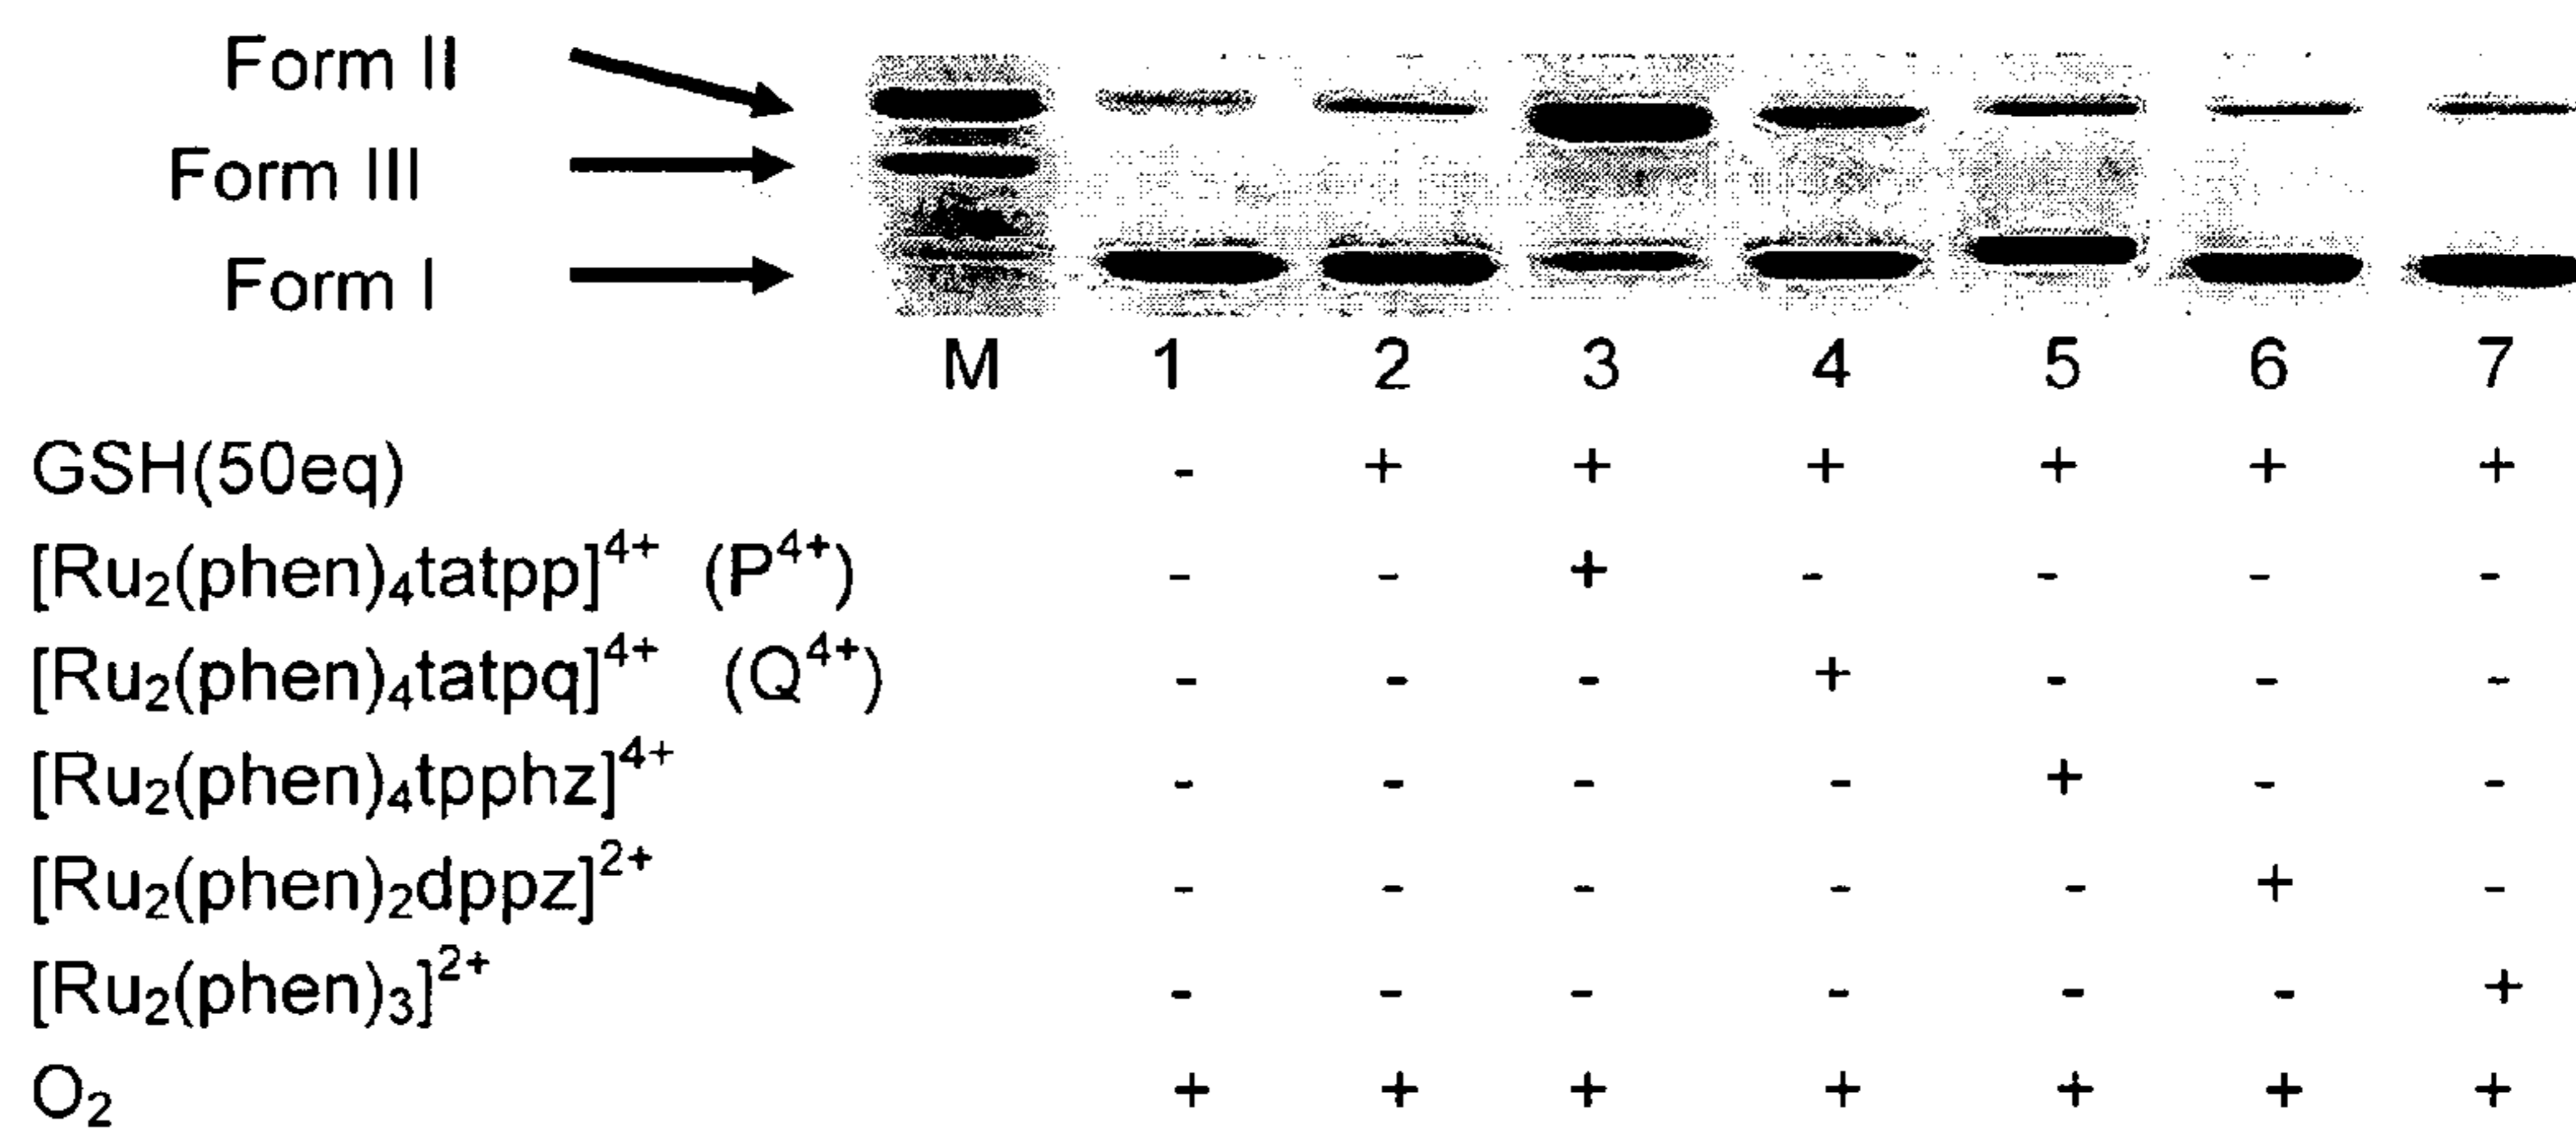 Form II
Form III
Form I
M 1 2 3 4 5 6 7
GSH(50eq) - + + + + + +
[Ru₂(phen)₄tatpp]⁴⁺ (P⁴⁺) - - + - - - -
[Ru₂(phen)₄tatpq]⁴⁺ (Q⁴⁺) - - - + - - -
[Ru₂(phen)₄tpphz]⁴⁺ - - - - + - -
[Ru₂(phen)₂dppz]²⁺ - - - - - + -
[Ru₂(phen)₃]²⁺ - - - - - - +
O₂ + + + + + + +